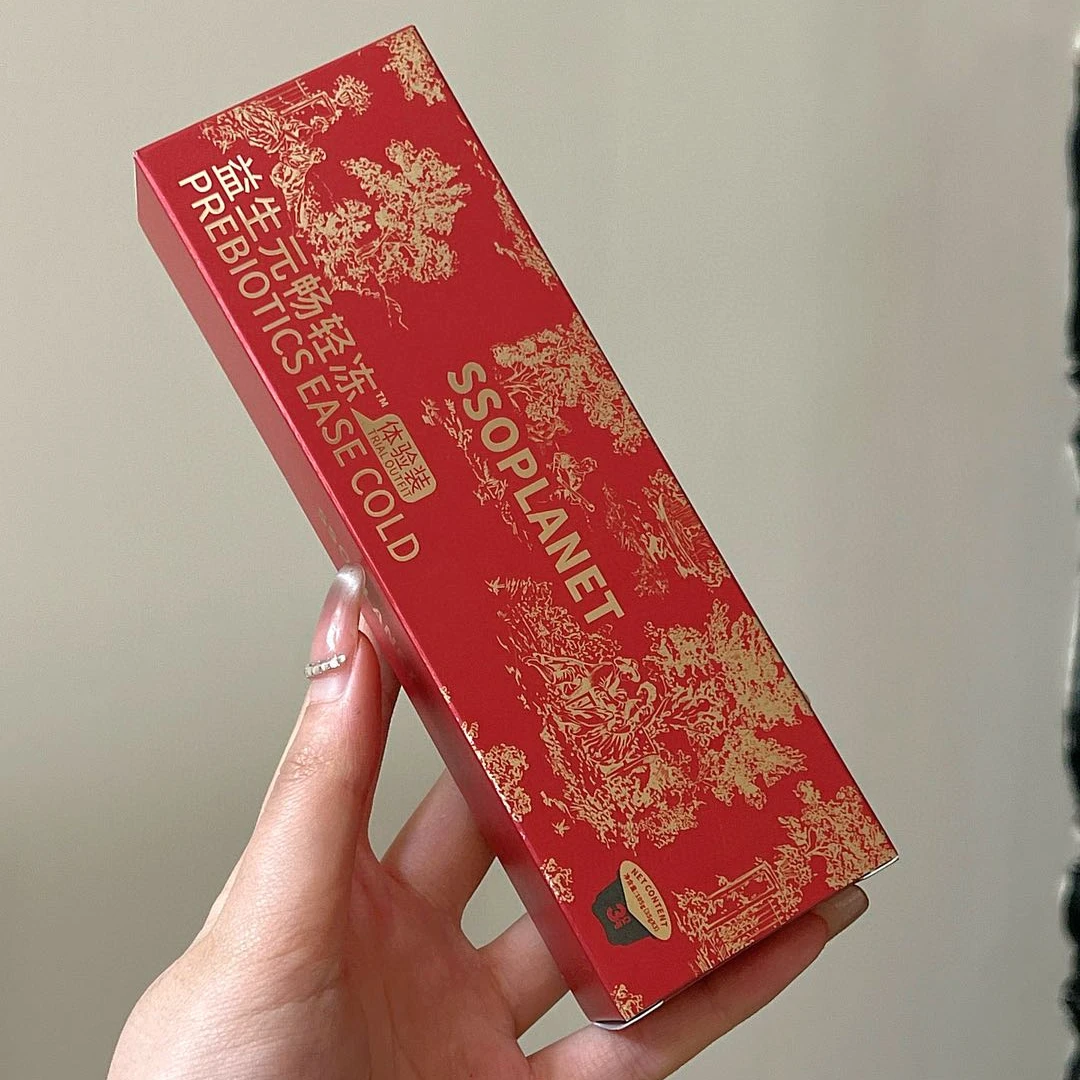 益生元畅轻冻™
体验装
TRIAL OUTFIT
PREBIOTICS EASE COLD
SSOPLANET
NET CONTENT